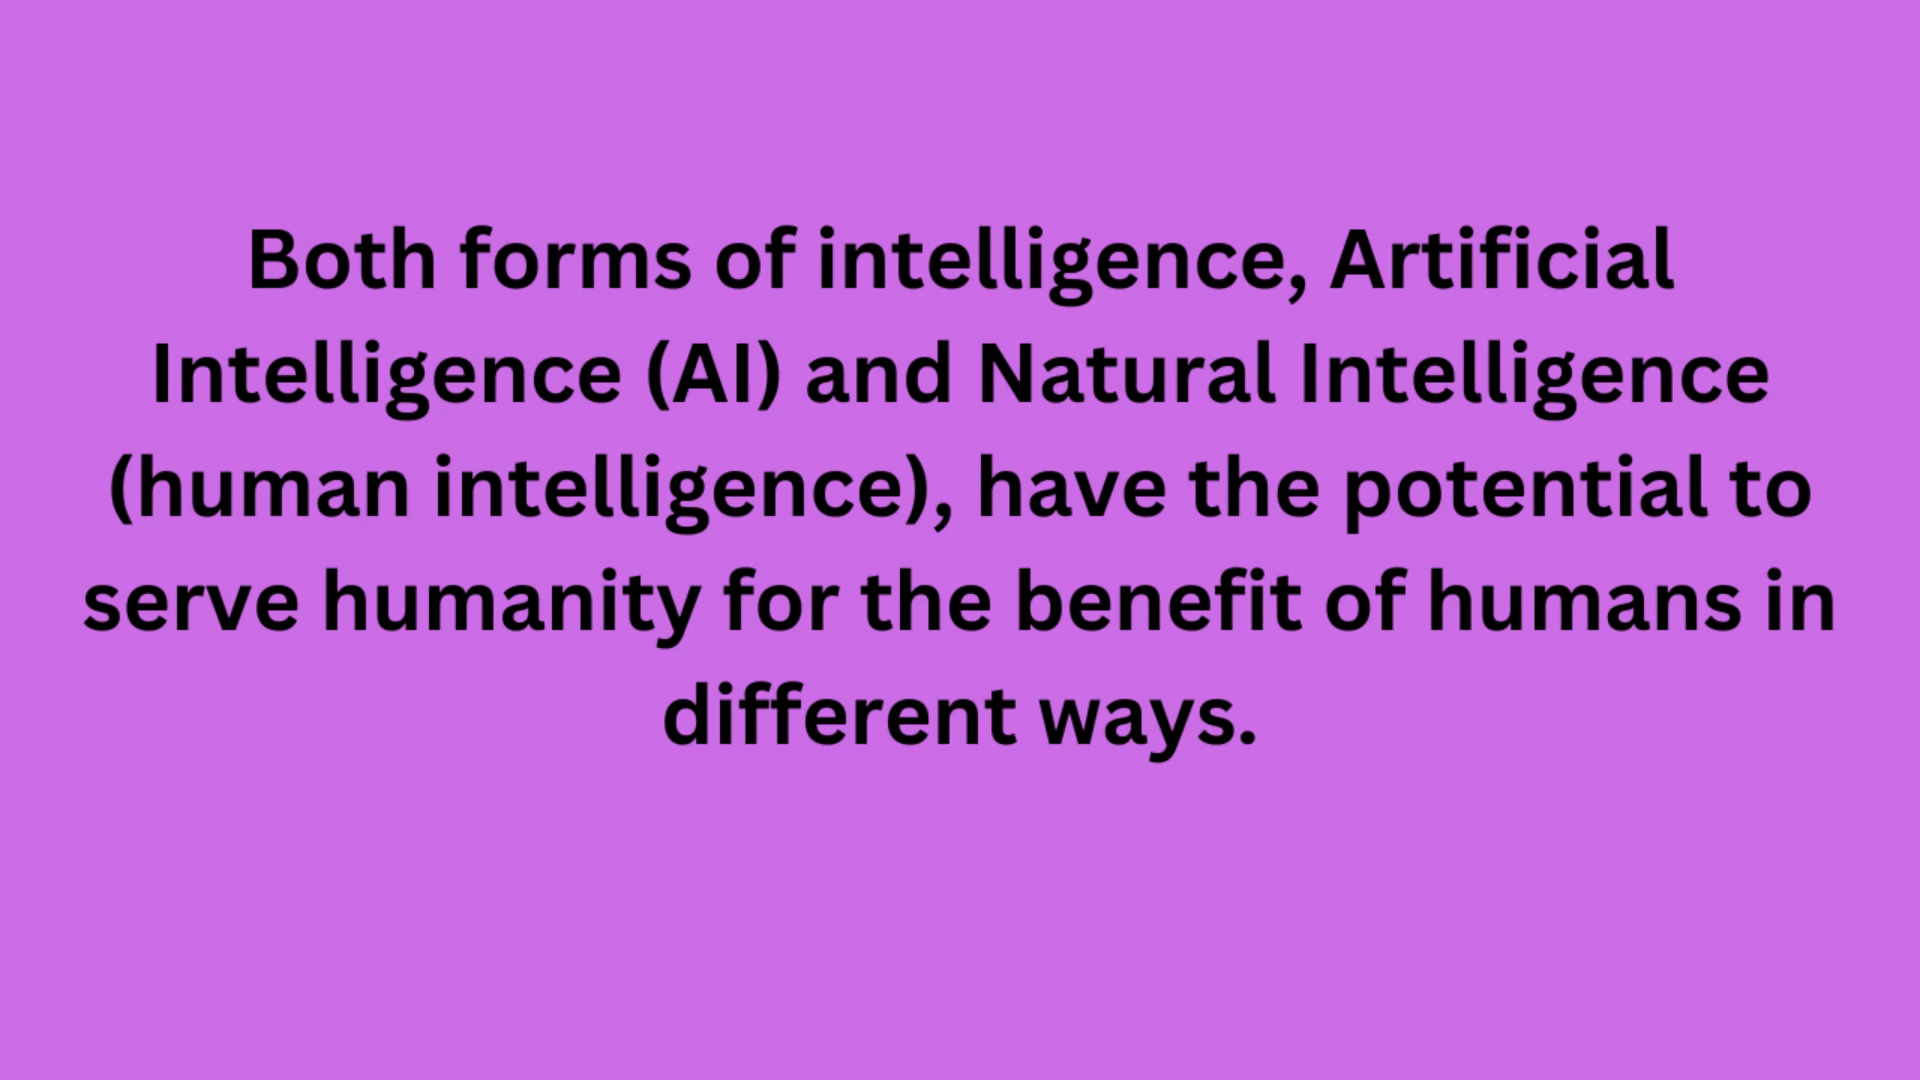 Both forms of intelligence, Artificial
Intelligence (AI) and Natural Intelligence
(human intelligence), have the potential to
serve humanity for the benefit of humans in
different ways.